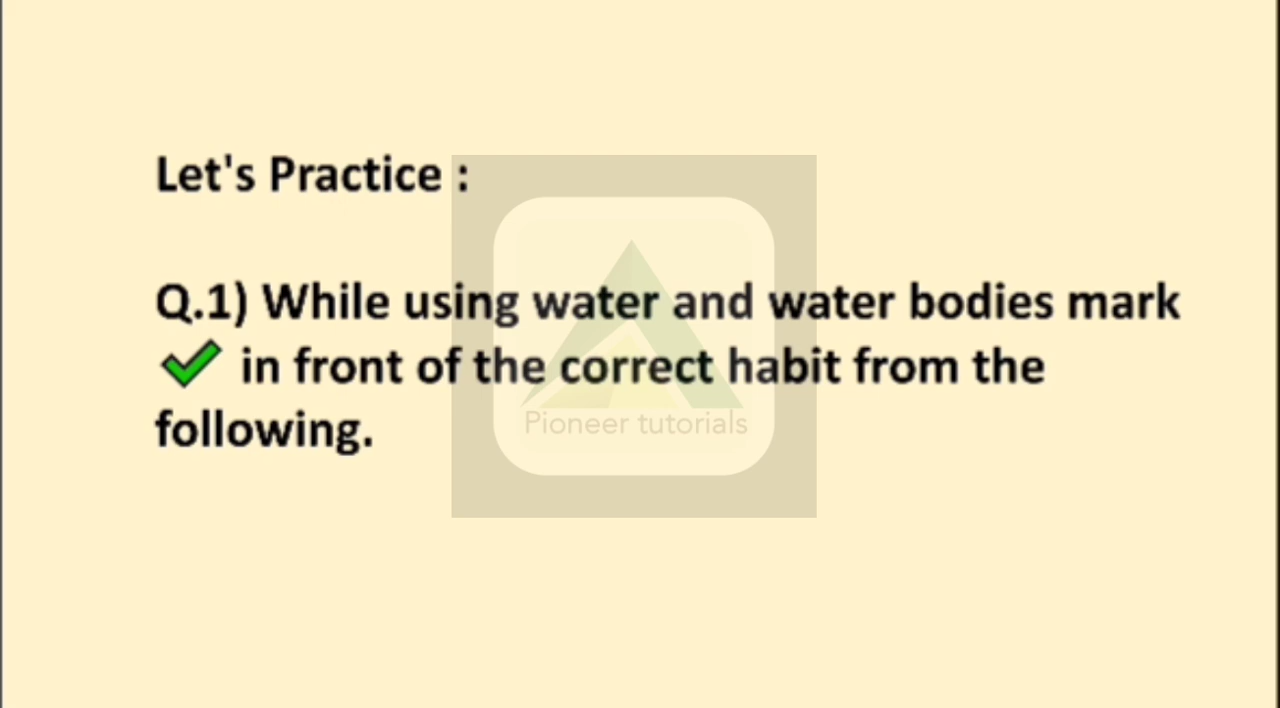 Let's Practice :
Q.1) While using water and water bodies mark
✔ in front of the correct habit from the
following.
Pioneer tutorials